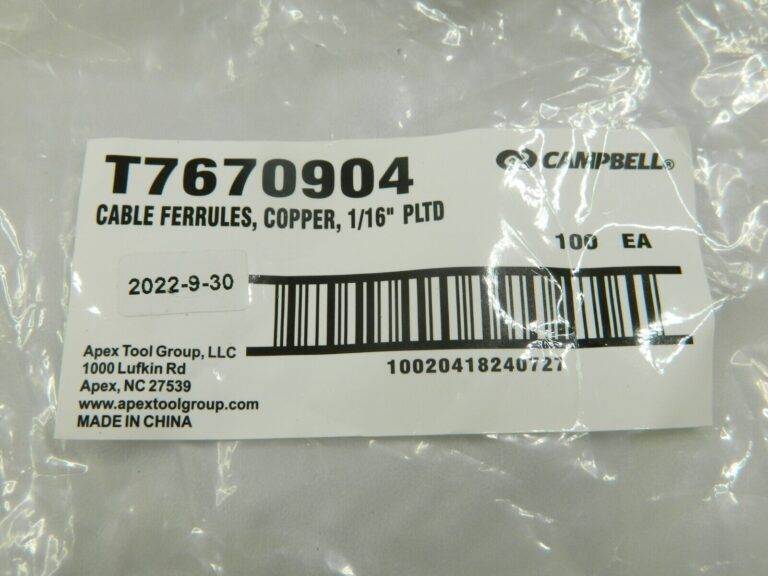 T7670904
CAMPBELL®
CABLE FERRULES, COPPER, 1/16" PLTD
100 EA
2022-9-30
10020418240727
Apex Tool Group, LLC
1000 Lufkin Rd
Apex, NC 27539
www.apextoolgroup.com
MADE IN CHINA